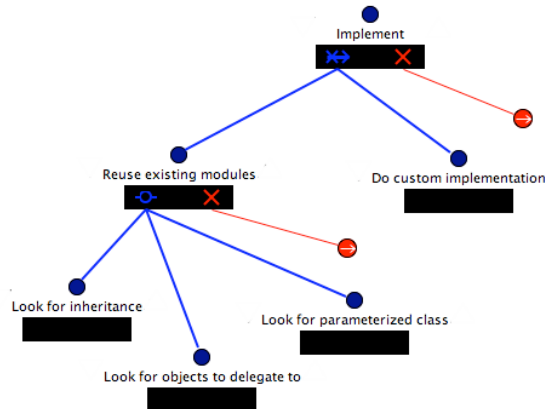 Implement
Reuse existing modules
Do custom implementation
Look for inheritance
Look for parameterized class
Look for objects to delegate to